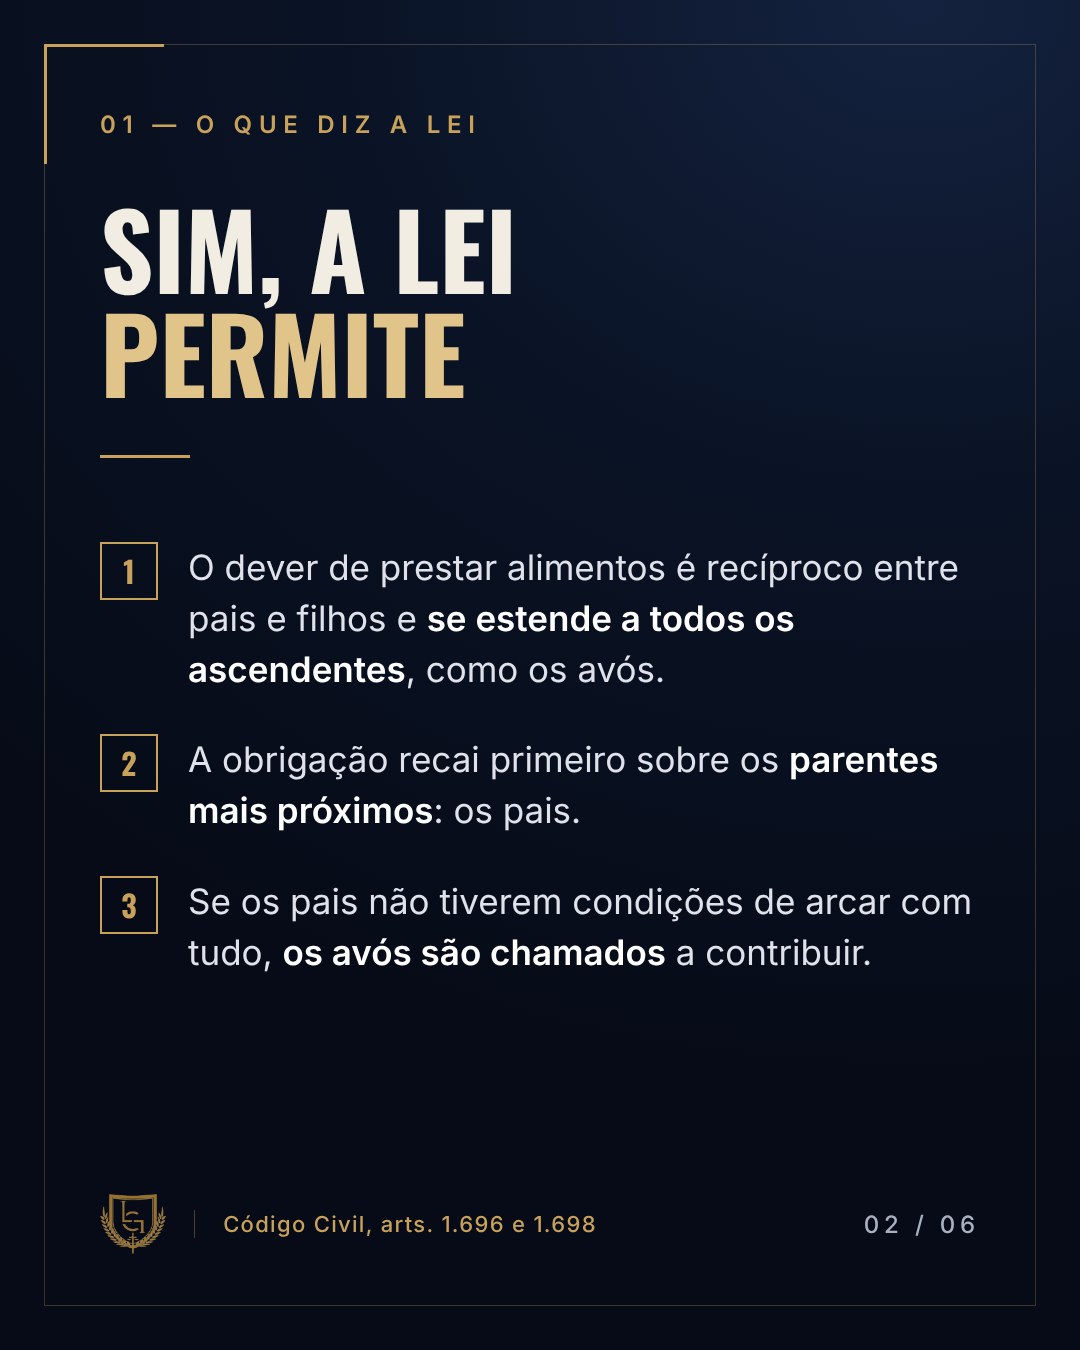 01 — O QUE DIZ A LEI
SIM, A LEI
PERMITE
1
O dever de prestar alimentos é recíproco entre
pais e filhos e se estende a todos os
ascendentes, como os avós.
2
A obrigação recai primeiro sobre os parentes
mais próximos: os pais.
3
Se os pais não tiverem condições de arcar com
tudo, os avós são chamados a contribuir.
LG
Código Civil, arts. 1.696 e 1.698
02 / 06